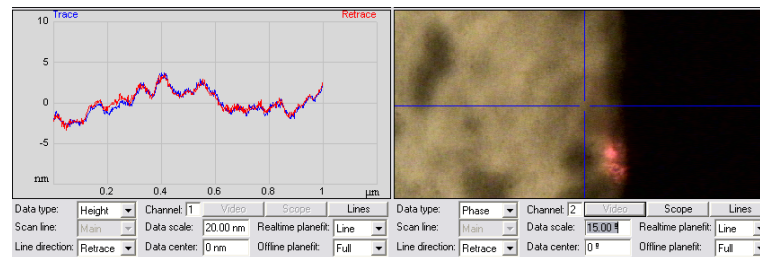 10 Trace Retrace
5
0
-5
nm
0.2 0.4 0.6 0.8 1 µm
Data type: Height Channel: 1 Video Scope Lines
Scan line: Main Data scale: 20.00 nm Realtime planefit: Line
Line direction: Retrace Data center: 0 nm Offline planefit: Full
Data type: Phase Channel: 2 Video Scope Lines
Scan line: Main Data scale: 15.00 º Realtime planefit: Line
Line direction: Retrace Data center: 0 º Offline planefit: Full